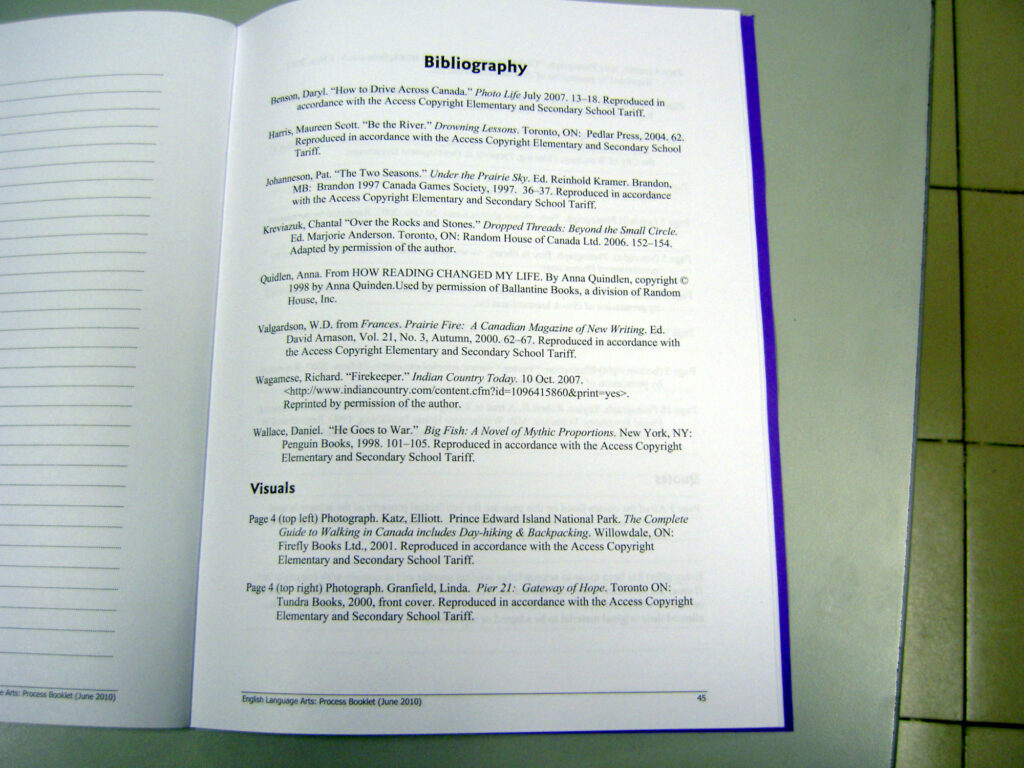 e Arts: Process Booklet (June 2010)
Bibliography
Benson, Daryl. “How to Drive Across Canada.” Photo Life July 2007. 13–18. Reproduced in
accordance with the Access Copyright Elementary and Secondary School Tariff.
Harris, Maureen Scott. “Be the River.” Drowning Lessons. Toronto, ON: Pedlar Press, 2004. 62.
Reproduced in accordance with the Access Copyright Elementary and Secondary School
Tariff.
Johanneson, Pat. “The Two Seasons.” Under the Prairie Sky. Ed. Reinhold Kramer. Brandon,
MB: Brandon 1997 Canada Games Society, 1997. 36–37. Reproduced in accordance
with the Access Copyright Elementary and Secondary School Tariff.
Kreviazuk, Chantal “Over the Rocks and Stones.” Dropped Threads: Beyond the Small Circle.
Ed. Marjorie Anderson. Toronto, ON: Random House of Canada Ltd. 2006. 152–154.
Adapted by permission of the author.
Quidlen, Anna. From HOW READING CHANGED MY LIFE. By Anna Quindlen, copyright ©
1998 by Anna Quinden.Used by permission of Ballantine Books, a division of Random
House, Inc.
Valgardson, W.D. from Frances. Prairie Fire: A Canadian Magazine of New Writing. Ed.
David Arnason, Vol. 21, No. 3, Autumn, 2000. 62–67. Reproduced in accordance with
the Access Copyright Elementary and Secondary School Tariff.
Wagamese, Richard. “Firekeeper.” Indian Country Today. 10 Oct. 2007.
<http://www.indiancountry.com/content.cfm?id=1096415860&print=yes>.
Reprinted by permission of the author.
Wallace, Daniel. “He Goes to War.” Big Fish: A Novel of Mythic Proportions. New York, NY:
Penguin Books, 1998. 101–105. Reproduced in accordance with the Access Copyright
Elementary and Secondary School Tariff.
Visuals
Page 4 (top left) Photograph. Katz, Elliott. Prince Edward Island National Park. The Complete
Guide to Walking in Canada includes Day-hiking & Backpacking. Willowdale, ON:
Firefly Books Ltd., 2001. Reproduced in accordance with the Access Copyright
Elementary and Secondary School Tariff.
Page 4 (top right) Photograph. Granfield, Linda. Pier 21: Gateway of Hope. Toronto ON:
Tundra Books, 2000, front cover. Reproduced in accordance with the Access Copyright
Elementary and Secondary School Tariff.
English Language Arts: Process Booklet (June 2010) 45